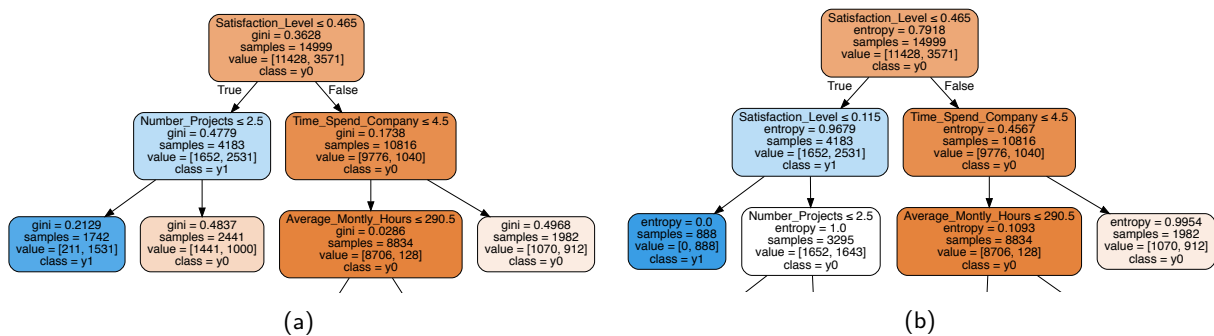 Satisfaction_Level ≤ 0.465
gini = 0.3628
samples = 14999
value = [11428, 3571]
class = y0
True
False
Number_Projects ≤ 2.5
gini = 0.4779
samples = 4183
value = [1652, 2531]
class = y1
Time_Spend_Company ≤ 4.5
gini = 0.1738
samples = 10816
value = [9776, 1040]
class = y0
gini = 0.2129
samples = 1742
value = [211, 1531]
class = y1
gini = 0.4837
samples = 2441
value = [1441, 1000]
class = y0
Average_Montly_Hours ≤ 290.5
gini = 0.0286
samples = 8834
value = [8706, 128]
class = y0
gini = 0.4968
samples = 1982
value = [1070, 912]
class = y0
(a)
Satisfaction_Level ≤ 0.465
entropy = 0.7918
samples = 14999
value = [11428, 3571]
class = y0
True
False
Satisfaction_Level ≤ 0.115
entropy = 0.9679
samples = 4183
value = [1652, 2531]
class = y1
Time_Spend_Company ≤ 4.5
entropy = 0.4567
samples = 10816
value = [9776, 1040]
class = y0
entropy = 0.0
samples = 888
value = [0, 888]
class = y1
Number_Projects ≤ 2.5
entropy = 1.0
samples = 3295
value = [1652, 1643]
class = y0
Average_Montly_Hours ≤ 290.5
entropy = 0.1093
samples = 8834
value = [8706, 128]
class = y0
entropy = 0.9954
samples = 1982
value = [1070, 912]
class = y0
(b)